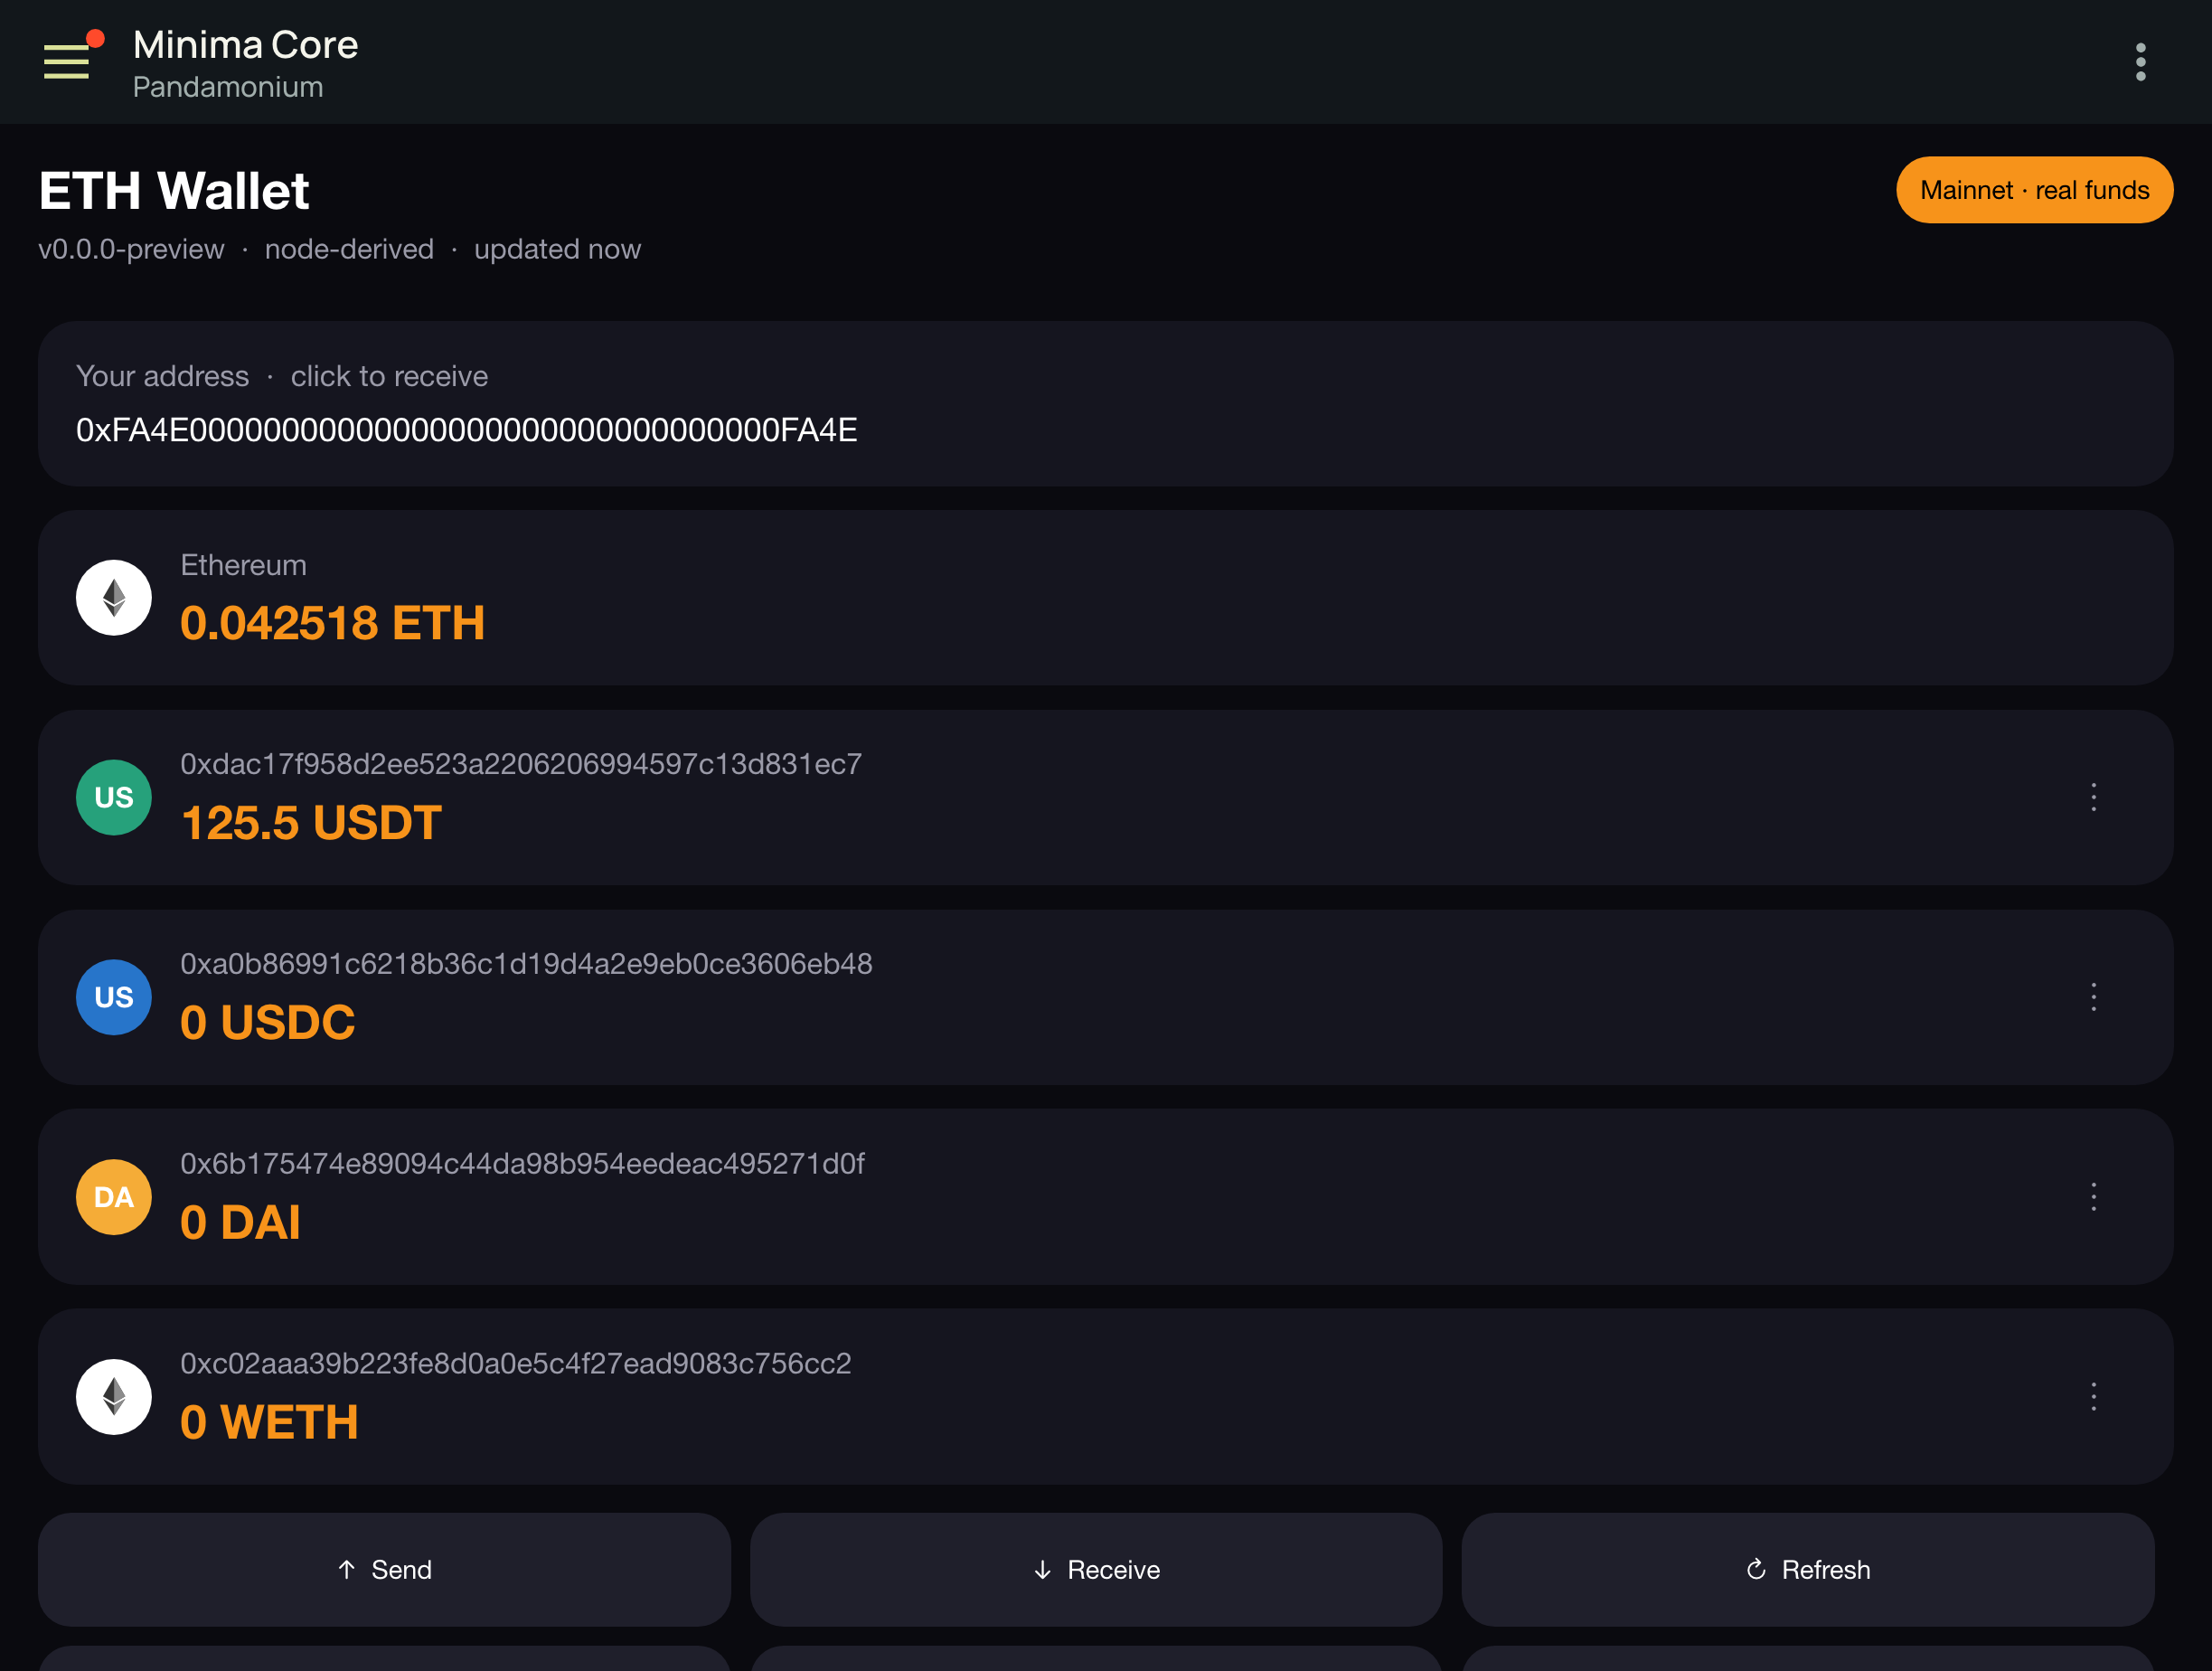 Minima Core
Pandamonium
ETH Wallet
Mainnet · real funds
v0.0.0-preview · node-derived · updated now
Your address · click to receive
0xFA4E00000000000000000000000000000000FA4E
Ethereum
0.042518 ETH
US
0xdac17f958d2ee523a2206206994597c13d831ec7
125.5 USDT
US
0xa0b86991c6218b36c1d19d4a2e9eb0ce3606eb48
0 USDC
DA
0x6b175474e89094c44da98b954eedeac495271d0f
0 DAI
0xc02aaa39b223fe8d0a0e5c4f27ead9083c756cc2
0 WETH
↑ Send
↓ Receive
↻ Refresh